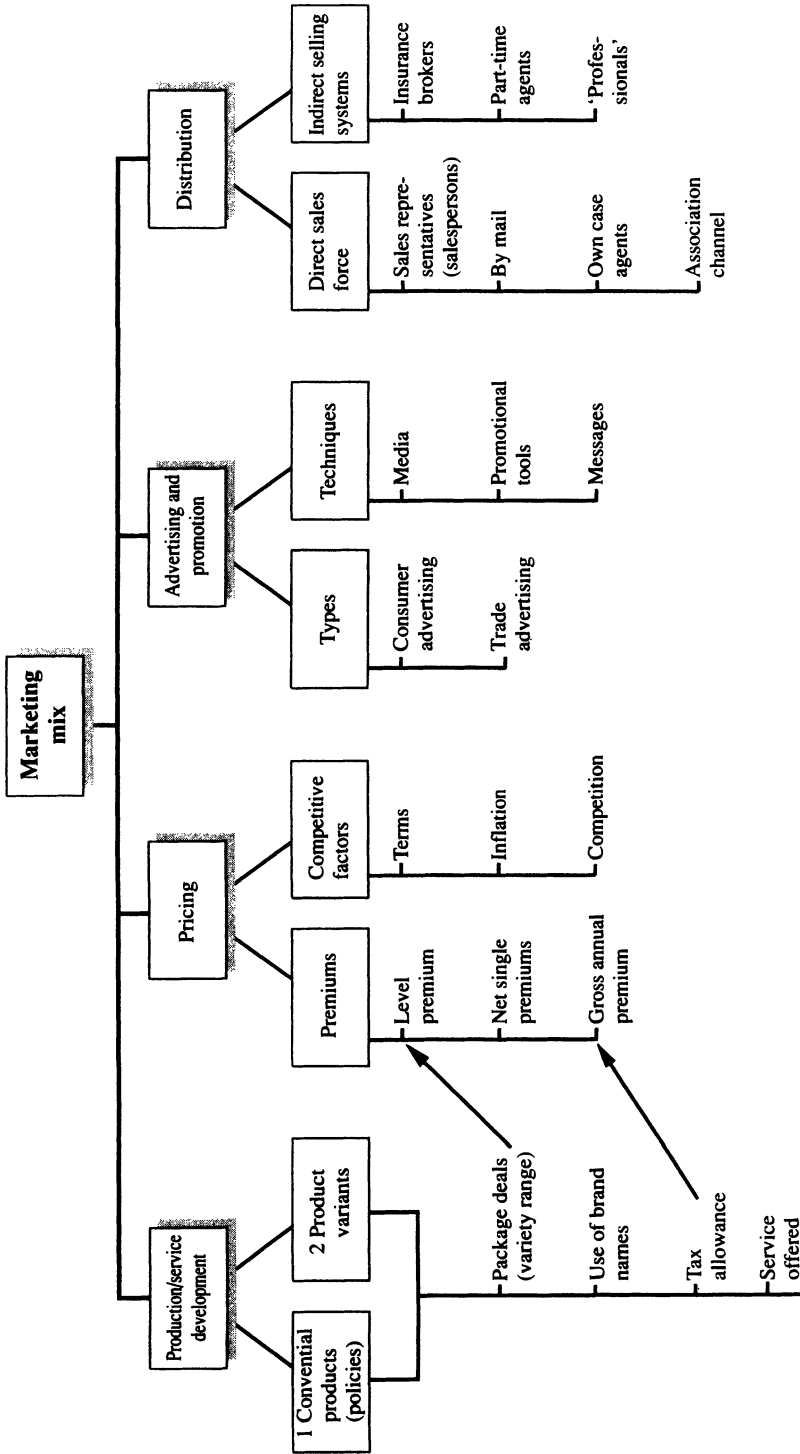 Marketing
mix
Production/service
development
Pricing
Advertising and
promotion
Distribution
1 Convential
products
(policies)
2 Product
variants
Premiums
Competitive
factors
Types
Techniques
Direct sales
force
Indirect selling
systems
Package deals
(variety range)
Use of brand
names
Tax
allowance
Service
offered
Level
premium
Net single
premiums
Gross annual
premium
Terms
Inflation
Competition
Consumer
advertising
Trade
advertising
Media
Promotional
tools
Messages
Sales repre-
sentatives
(salespersons)
By mail
Own case
agents
Association
channel
Insurance
brokers
Part-time
agents
‘Profes-
sionals’